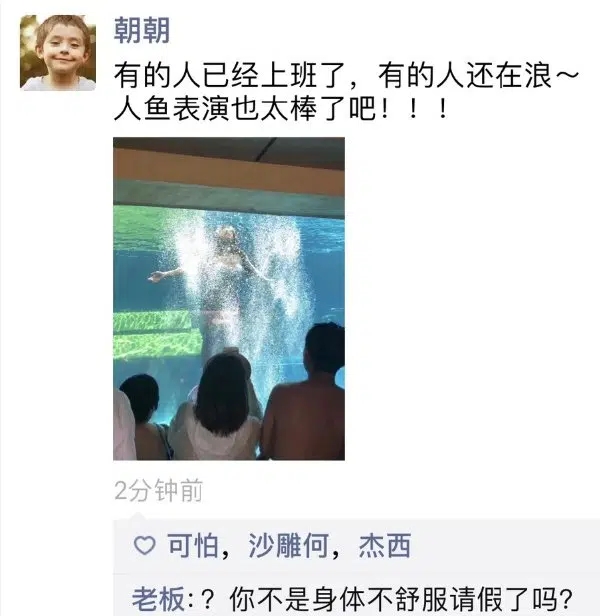 朝朝
有的人已经上班了，有的人还在浪～
人鱼表演也太棒了吧！！！
2分钟前
可怕，沙雕何，杰西
老板:？你不是身体不舒服请假了吗?